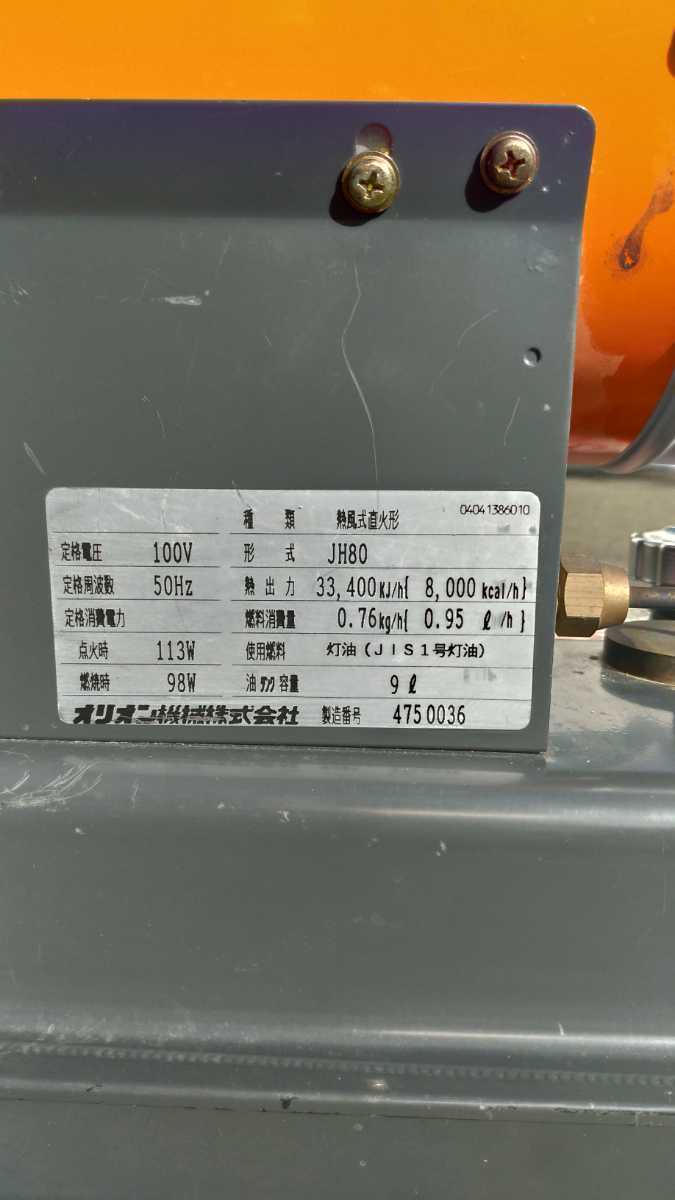 種類 熱風式直火形 04041386010
定格電圧 100V 形式 JH80
定格周波数 50Hz 熱出力 33,400KJ/h{ 8,000kcal/h}
定格消費電力 燃料消費量 0.76kg/h{ 0.95 ℓ/h}
点火時 113W 使用燃料 灯油(JIS1号灯油)
燃焼時 98W 油タンク容量 9ℓ
オリオン機械株式会社 製造番号 4750036